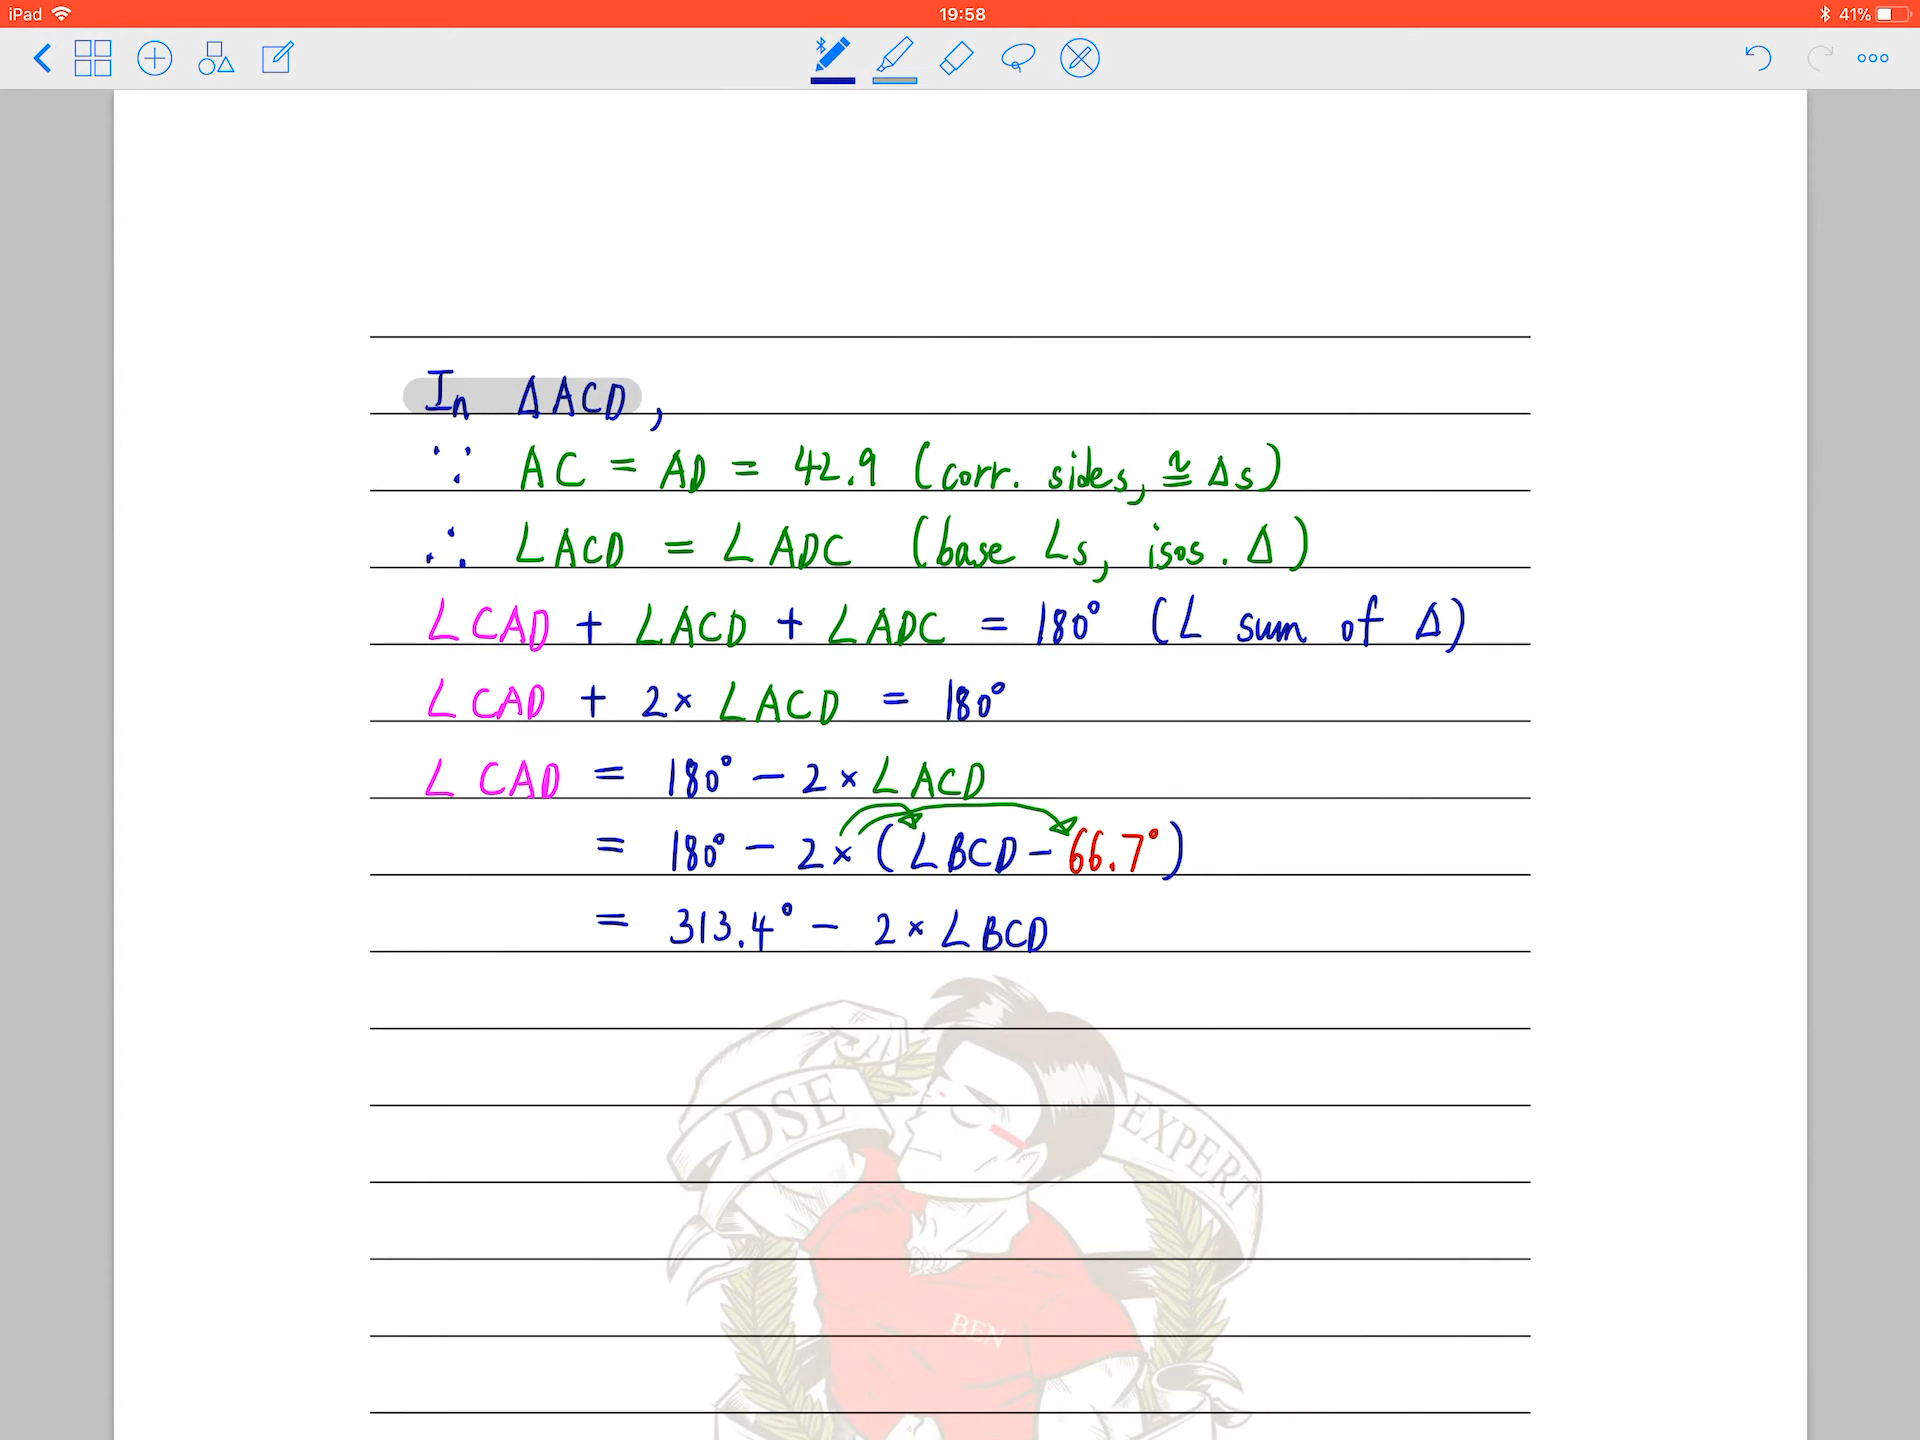 iPad 19:58 41%
In ΔACD,
∵ AC = AD = 42.9 (corr. sides, ≅ Δs)
∴ ∠ACD = ∠ADC (base ∠s, isos. Δ)
∠CAD + ∠ACD + ∠ADC = 180° (∠ sum of Δ)
∠CAD + 2× ∠ACD = 180°
∠CAD = 180° − 2 × ∠ACD
= 180° − 2× (∠BCD − 66.7°)
= 313.4° − 2 × ∠BCD
DSE EXPERT
BEN